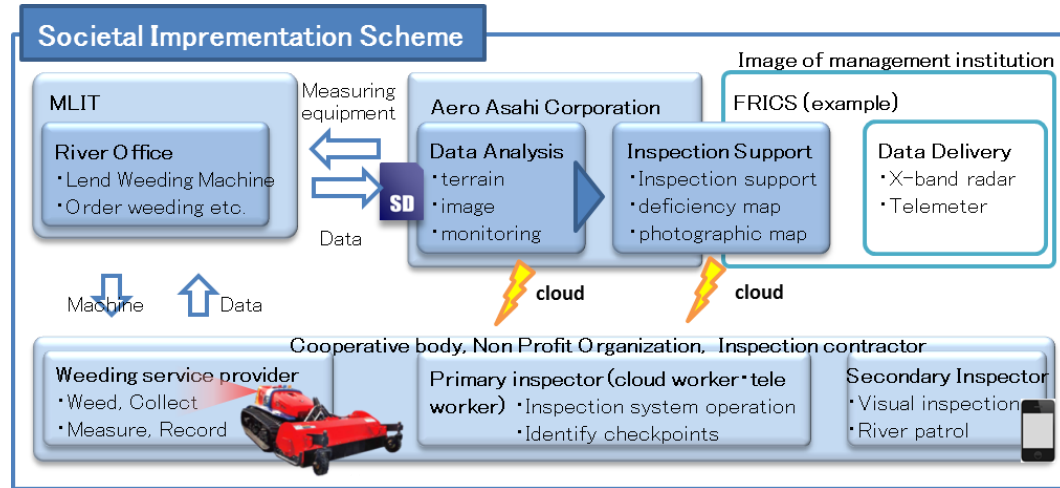 Societal Imprementation Scheme
Image of management institution
MLIT
River Office
・Lend Weeding Machine
・Order weeding etc.
Measuring
equipment
SD
Data
Aero Asahi Corporation
Data Analysis
・terrain
・image
・monitoring
Inspection Support
・Inspection support
・deficiency map
・photographic map
FRICS (example)
Data Delivery
・X-band radar
・Telemeter
Machine
Data
cloud
cloud
Cooperative body, Non Profit Organization, Inspection contractor
Weeding service provider
・Weed, Collect
・Measure, Record
Primary inspector(cloud worker・tele
worker) ・Inspection system operation
・Identify checkpoints
Secondary Inspector
・Visual inspection
・River patrol